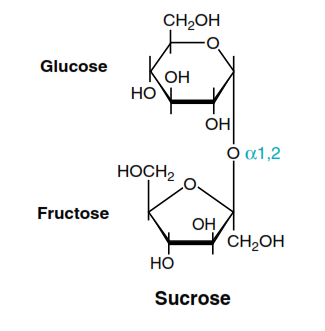 CH₂OH
O
Glucose
OH
HO
OH
O α1,2
HOCH₂
O
Fructose
OH
CH₂OH
HO
Sucrose